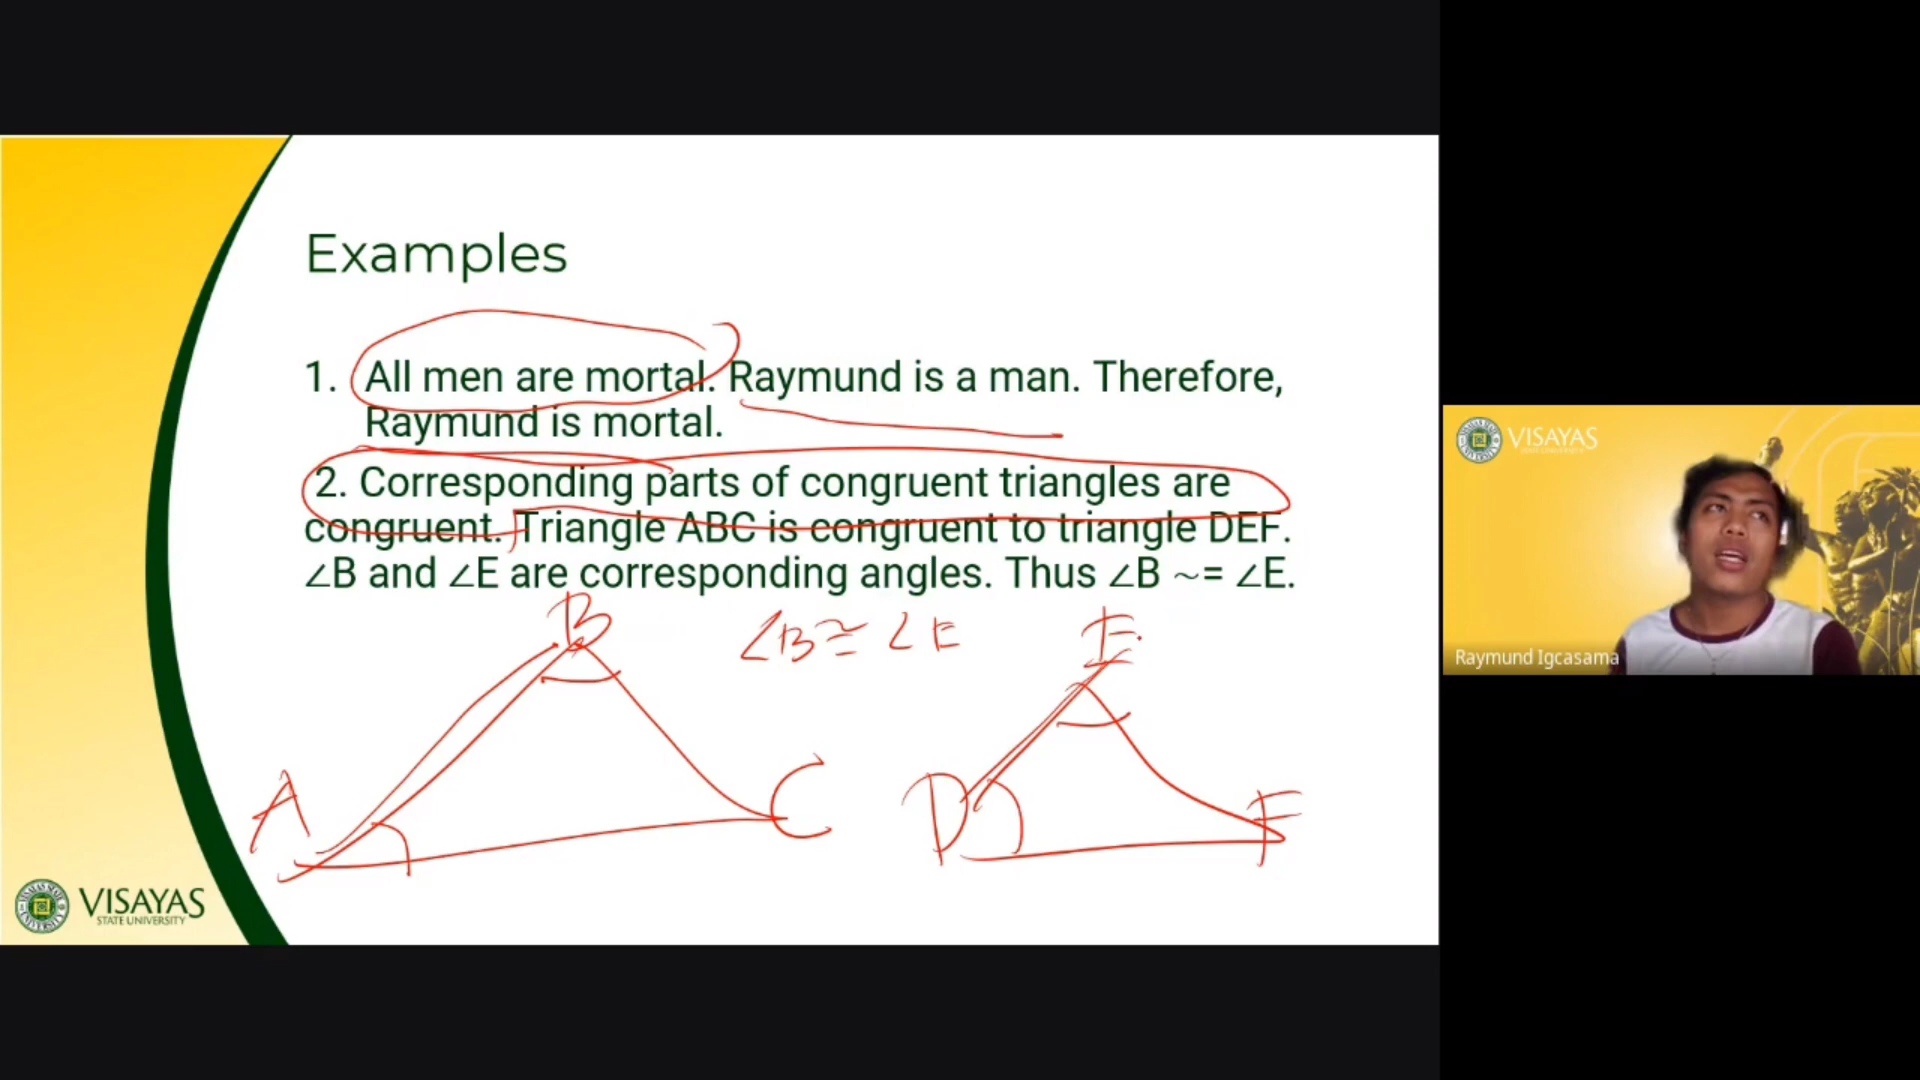 Examples
1. All men are mortal. Raymund is a man. Therefore,
Raymund is mortal.
2. Corresponding parts of congruent triangles are
congruent. Triangle ABC is congruent to triangle DEF.
∠B and ∠E are corresponding angles. Thus ∠B ~= ∠E.
B
∠B ≅ ∠E
E
A
C
D
F
VISAYAS
STATE UNIVERSITY
VISAYAS
STATE UNIVERSITY
Raymund Igcasama